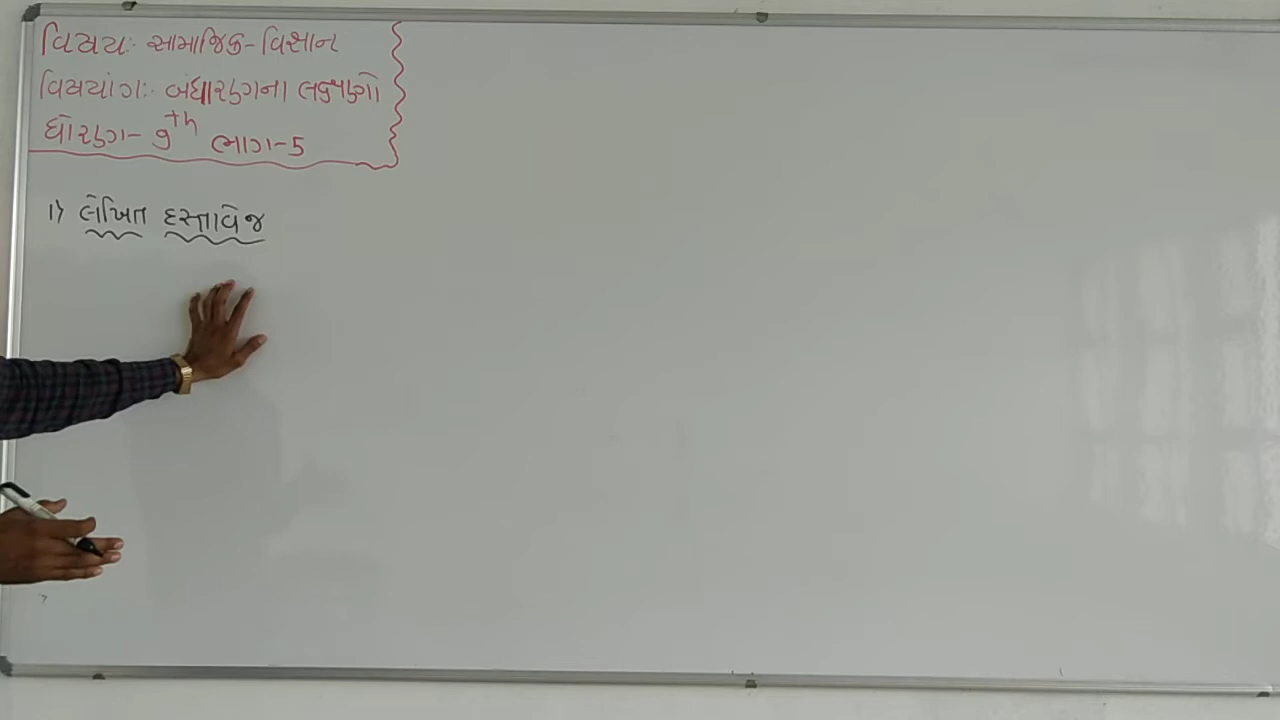 વિષયઃ સામાજિક-વિજ્ઞાન
વિષયાંગઃ- બંધારણના લક્ષણો
ધોરણ- 9th ભાગ-5
1) લેખિત દસ્તાવેજ